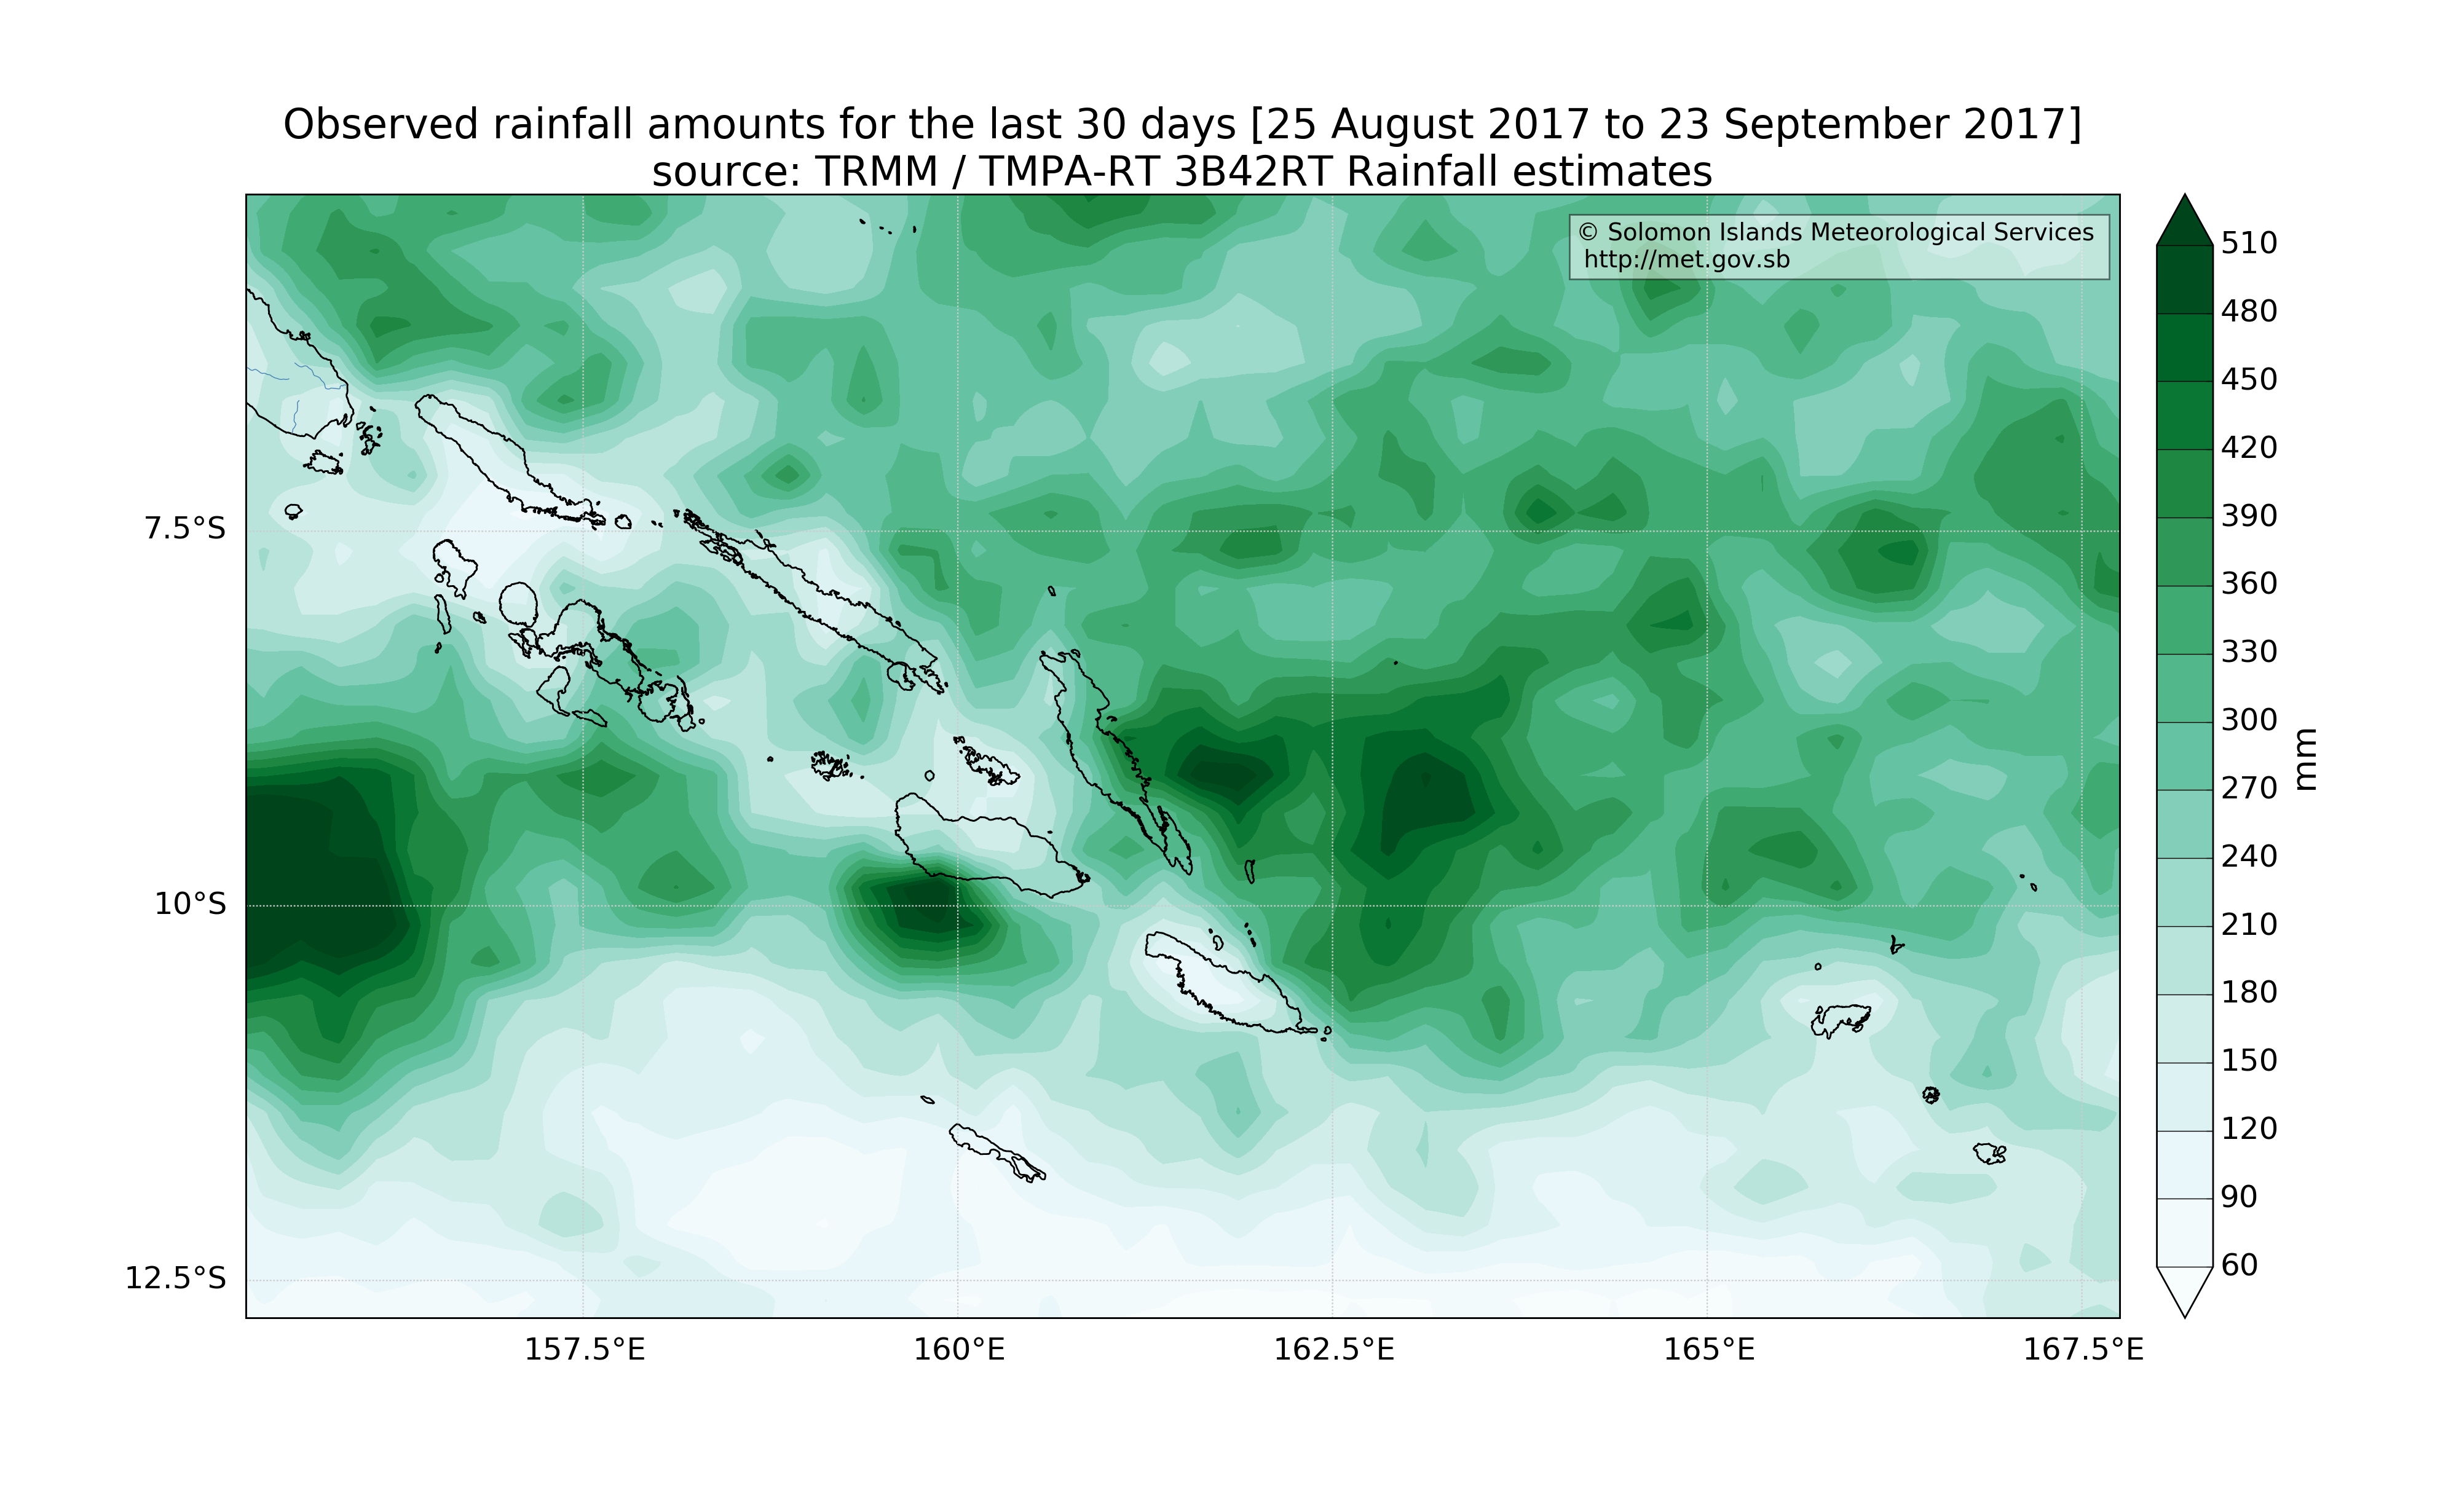 Observed rainfall amounts for the last 30 days [25 August 2017 to 23 September 2017]
source: TRMM / TMPA-RT 3B42RT Rainfall estimates
© Solomon Islands Meteorological Services
http://met.gov.sb
7.5°S
10°S
12.5°S
157.5°E
160°E
162.5°E
165°E
167.5°E
510
480
450
420
390
360
330
300
270
240
210
180
150
120
90
60
mm